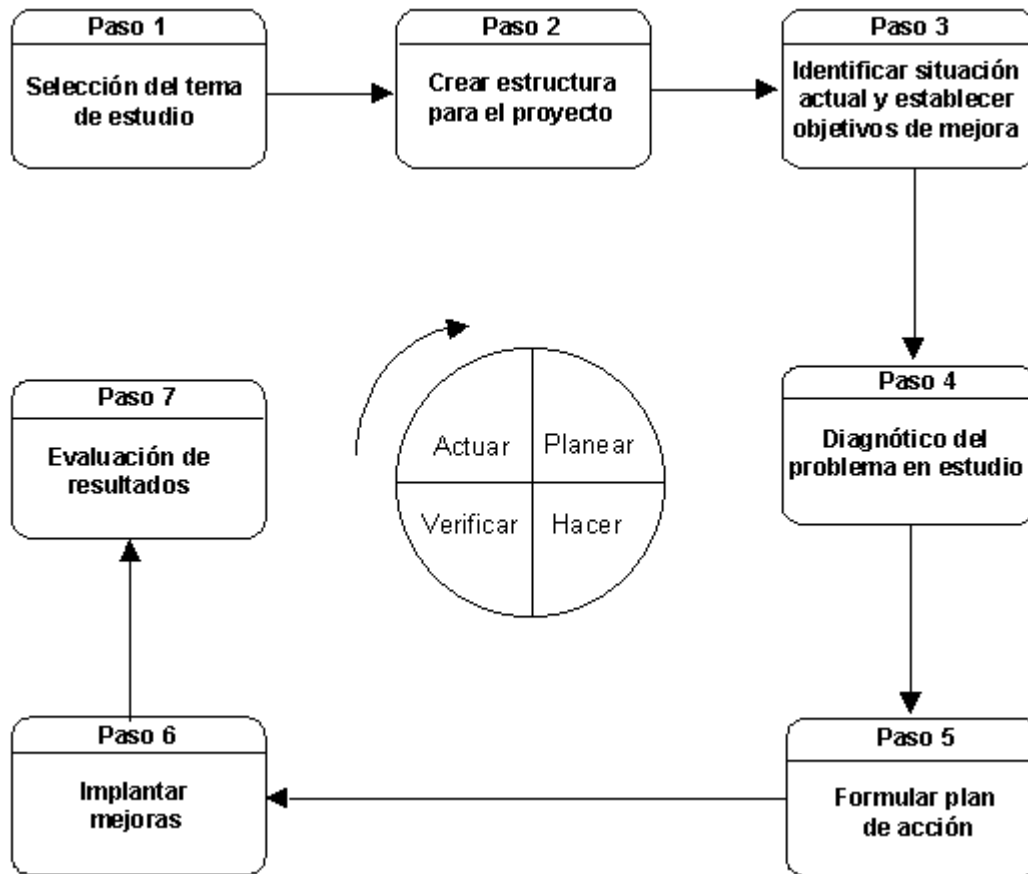 Paso 1
Selección del tema
de estudio
Paso 2
Crear estructura
para el proyecto
Paso 3
Identificar situación
actual y establecer
objetivos de mejora
Paso 4
Diagnótico del
problema en estudio
Paso 5
Formular plan
de acción
Paso 6
Implantar
mejoras
Paso 7
Evaluación de
resultados
Actuar
Planear
Verificar
Hacer